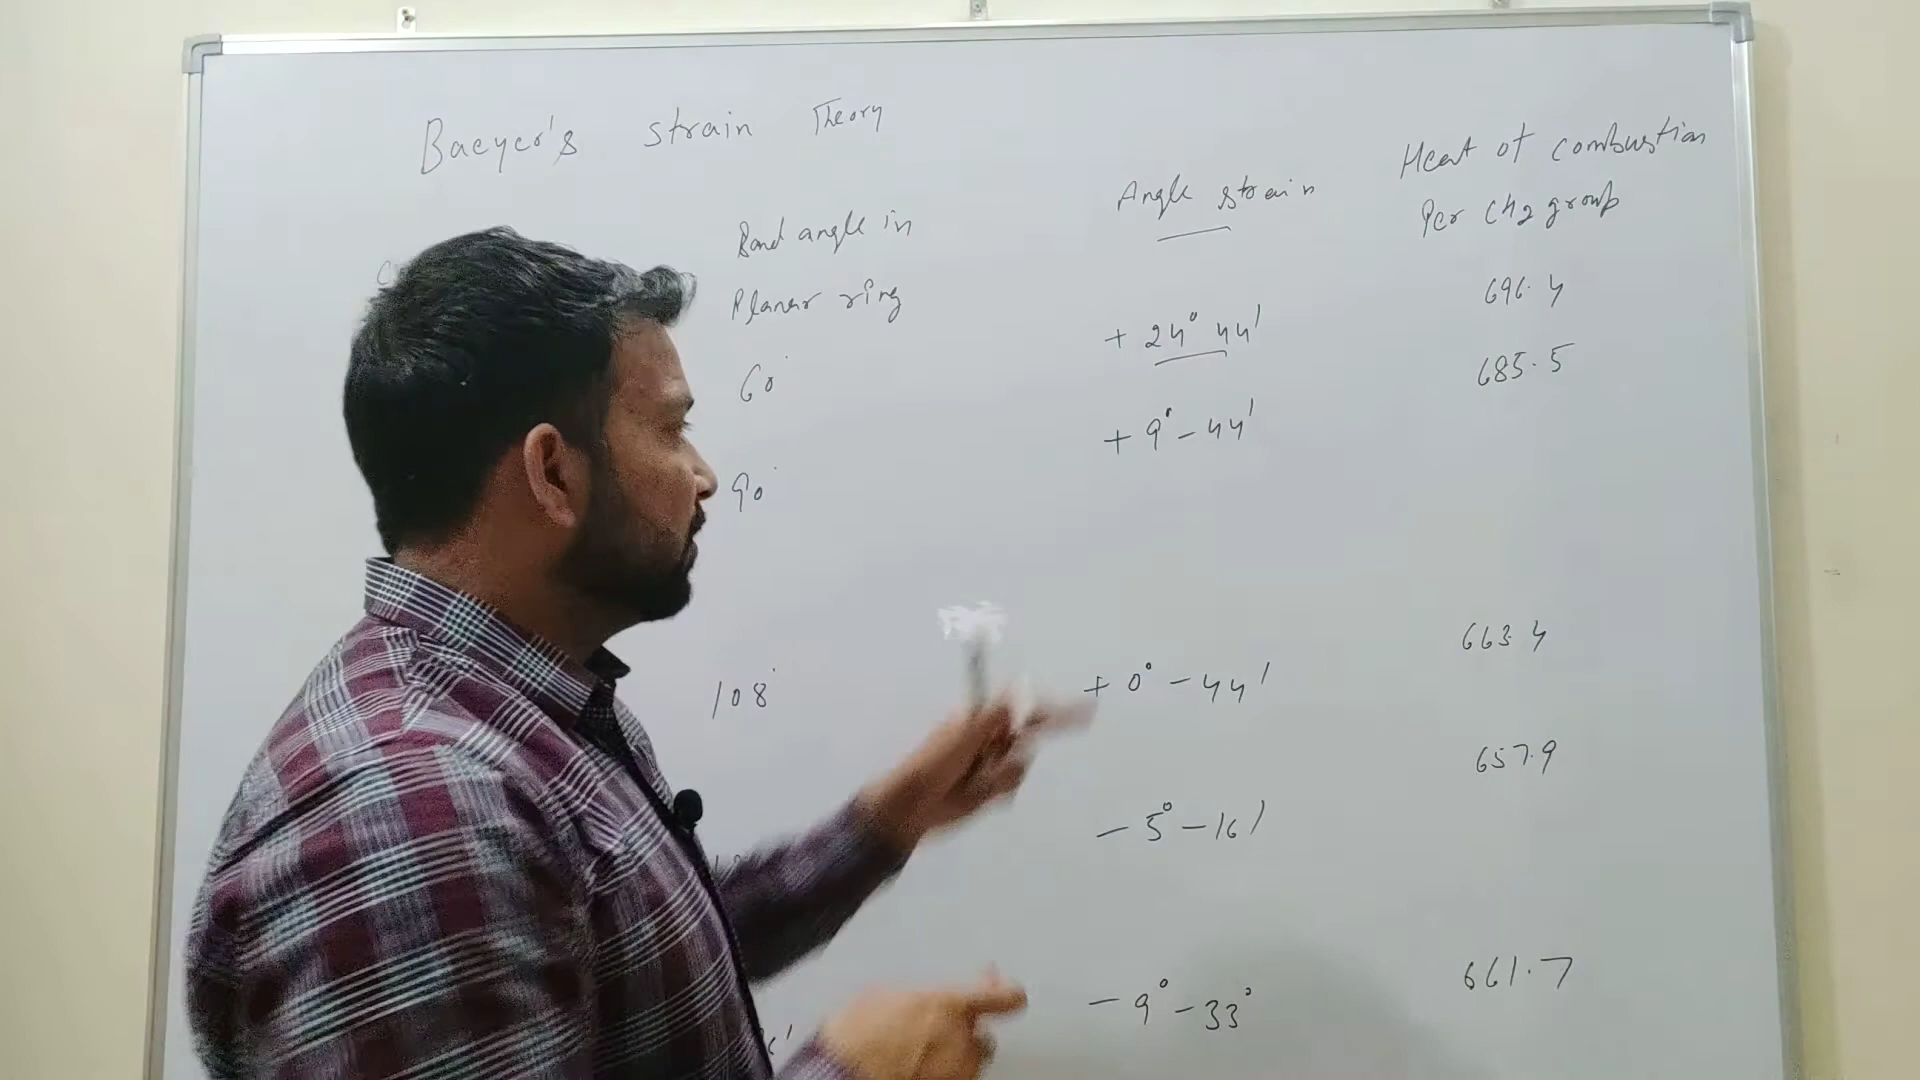 Baeyer's strain Theory
Bond angle in
Planar ring
Angle strain
Heat of combustion
Per CH2 group
60°
+ 24° 44'
696.4
90°
+ 9° - 44'
685.5
108°
+ 0° - 44'
663.4
- 5° - 16'
657.9
- 9° - 33°
661.7